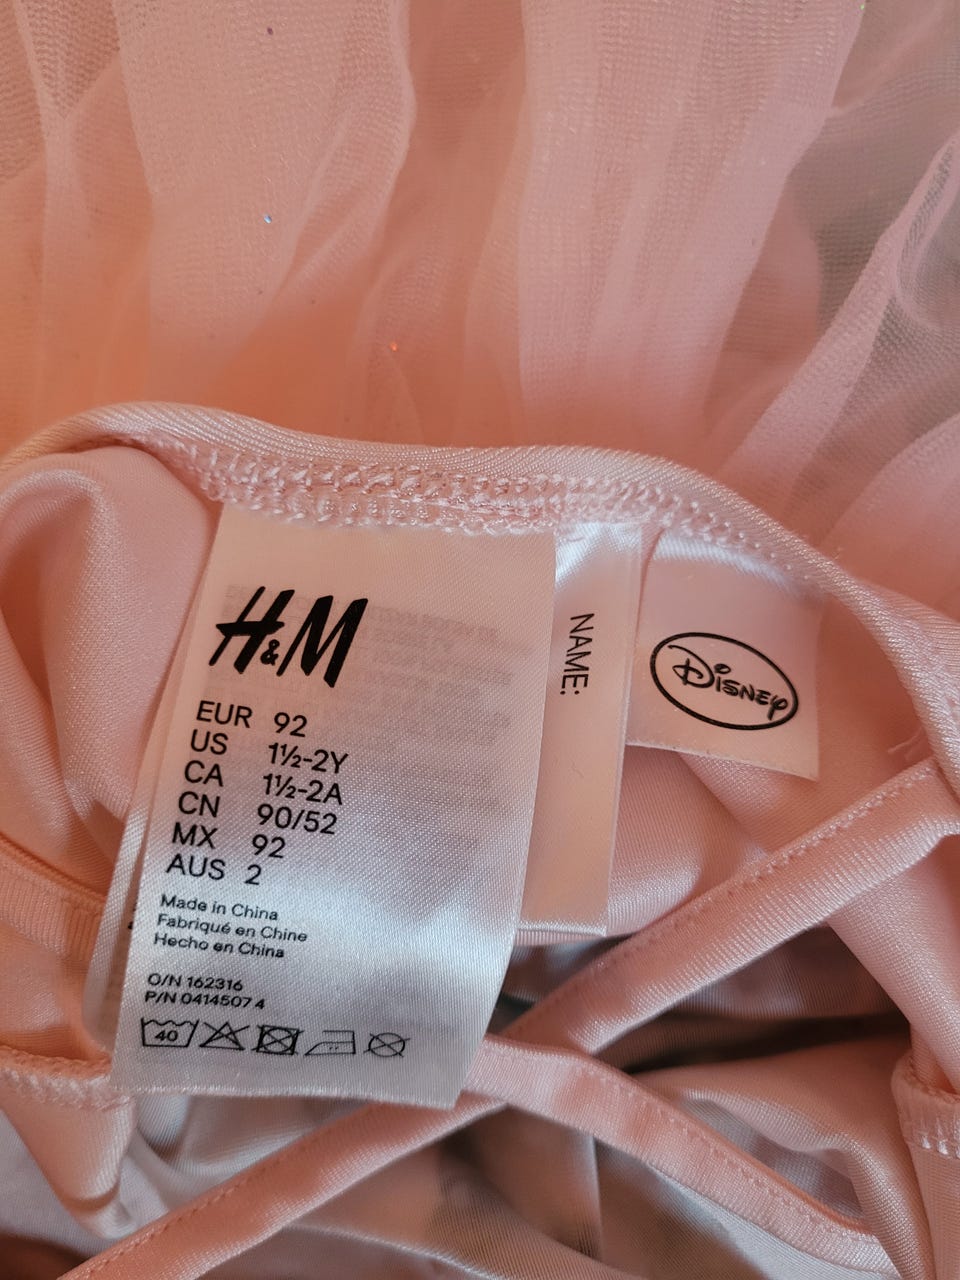 H&M
EUR 92
US 1½-2Y
CA 1½-2A
CN 90/52
MX 92
AUS 2
Made in China
Fabriqué en Chine
Hecho en China
O/N 162316
P/N 0414507 4
40
NAME:
Disney